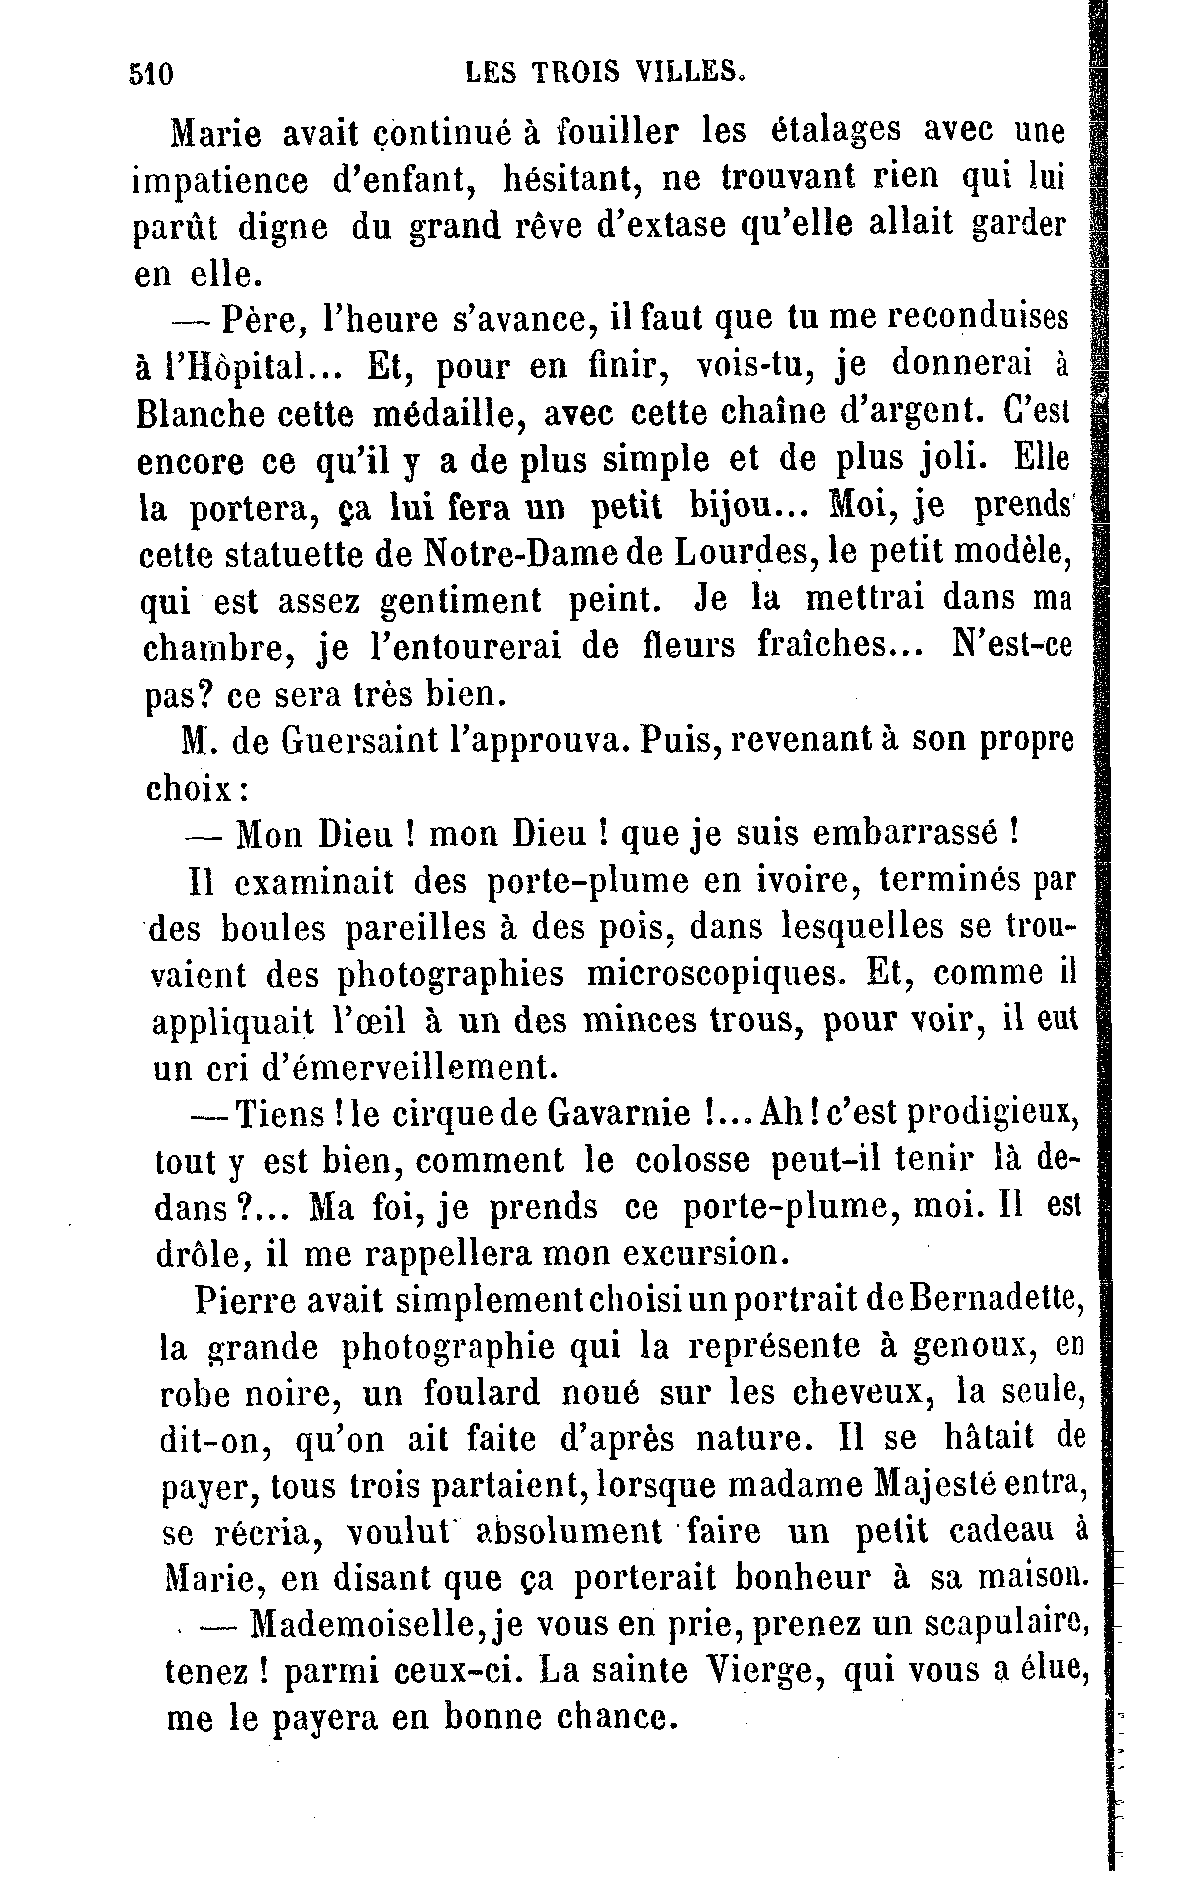 510 LES TROIS VILLES.
Marie avait continué à fouiller les étalages avec une
impatience d'enfant, hésitant, ne trouvant rien qui lui
parût digne du grand rêve d'extase qu'elle allait garder
en elle.
— Père, l'heure s'avance, il faut que tu me reconduises
à l'Hôpital... Et, pour en finir, vois-tu, je donnerai à
Blanche cette médaille, avec cette chaîne d'argent. C'est
encore ce qu'il y a de plus simple et de plus joli. Elle
la portera, ça lui fera un petit bijou... Moi, je prends
cette statuette de Notre-Dame de Lourdes, le petit modèle,
qui est assez gentiment peint. Je la mettrai dans ma
chambre, je l'entourerai de fleurs fraîches... N'est-ce
pas? ce sera très bien.
M. de Guersaint l'approuva. Puis, revenant à son propre
choix :
— Mon Dieu ! mon Dieu ! que je suis embarrassé !
Il examinait des porte-plume en ivoire, terminés par
des boules pareilles à des pois, dans lesquelles se trou-
vaient des photographies microscopiques. Et, comme il
appliquait l'œil à un des minces trous, pour voir, il eut
un cri d'émerveillement.
— Tiens ! le cirque de Gavarnie !... Ah ! c'est prodigieux,
tout y est bien, comment le colosse peut-il tenir là de-
dans ?... Ma foi, je prends ce porte-plume, moi. Il est
drôle, il me rappellera mon excursion.
Pierre avait simplement choisi un portrait de Bernadette,
la grande photographie qui la représente à genoux, en
robe noire, un foulard noué sur les cheveux, la seule,
dit-on, qu'on ait faite d'après nature. Il se hâtait de
payer, tous trois partaient, lorsque madame Majesté entra,
se récria, voulut absolument faire un petit cadeau à
Marie, en disant que ça porterait bonheur à sa maison.
— Mademoiselle, je vous en prie, prenez un scapulaire,
tenez ! parmi ceux-ci. La sainte Vierge, qui vous a élue,
me le payera en bonne chance.